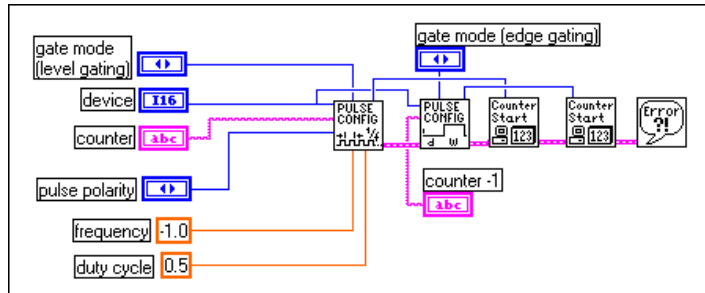 gate mode
(level gating)
gate mode (edge gating)
device
I16
counter
abc
PULSE
CONFIG
1/f
PULSE
CONFIG
d w
Counter
Start
123
Counter
Start
123
Error
?!
pulse polarity
counter -1
abc
frequency
-1.0
duty cycle
0.5